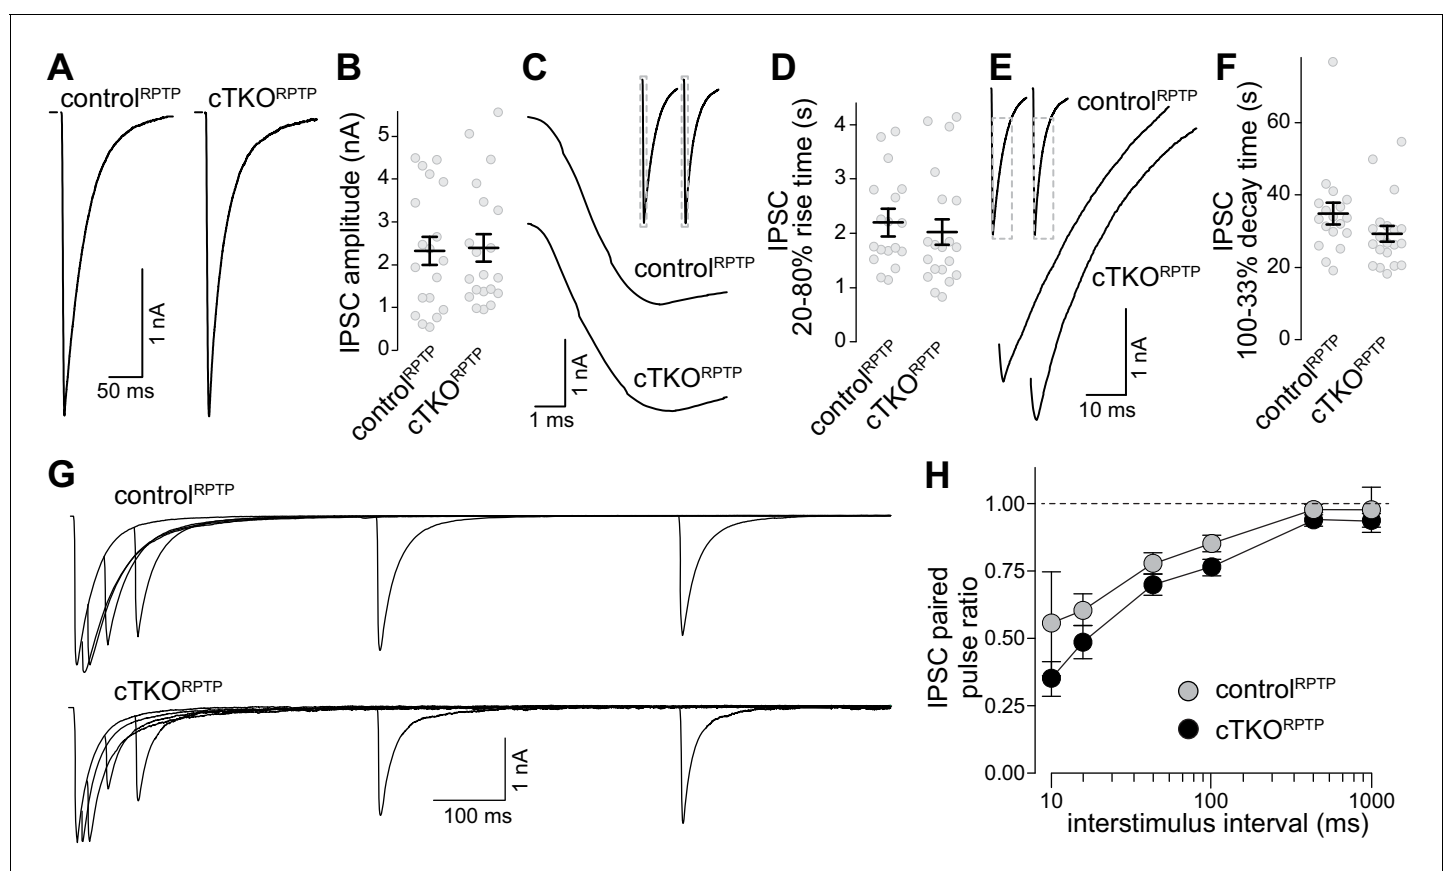 A
control^RPTP
cTKO^RPTP
1 nA
50 ms
B
IPSC amplitude (nA)
5
4
3
2
1
0
control^RPTP
cTKO^RPTP
C
control^RPTP
cTKO^RPTP
1 nA
1 ms
D
IPSC
20-80% rise time (s)
4
3
2
1
0
control^RPTP
cTKO^RPTP
E
control^RPTP
cTKO^RPTP
1 nA
10 ms
F
IPSC
100-33% decay time (s)
60
40
20
0
control^RPTP
cTKO^RPTP
G
control^RPTP
cTKO^RPTP
1 nA
100 ms
H
IPSC paired
pulse ratio
1.00
0.75
0.50
0.25
0.00
control^RPTP
cTKO^RPTP
10
100
1000
interstimulus interval (ms)